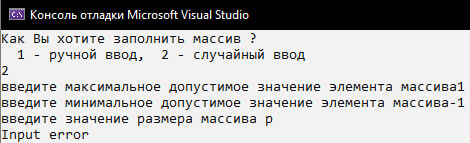 Консоль отладки Microsoft Visual Studio
Как Вы хотите заполнить массив ?
1 - ручной ввод, 2 - случайный ввод
2
введите максимальное допустимое значение элемента массива1
введите минимальное допустимое значение элемента массива-1
введите значение размера массива p
Input error